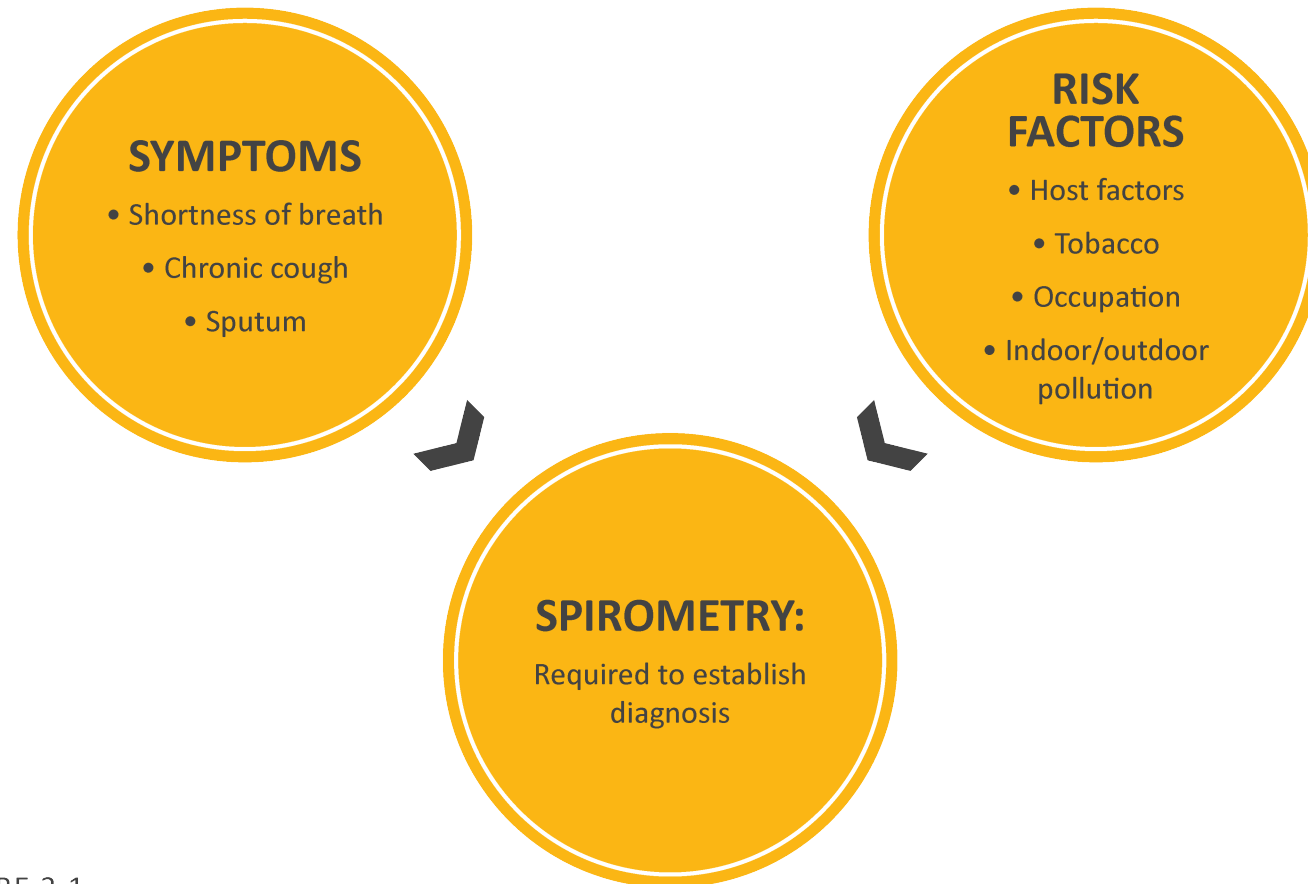 SYMPTOMS
• Shortness of breath
• Chronic cough
• Sputum
RISK
FACTORS
• Host factors
• Tobacco
• Occupation
• Indoor/outdoor
pollution
SPIROMETRY:
Required to establish
diagnosis